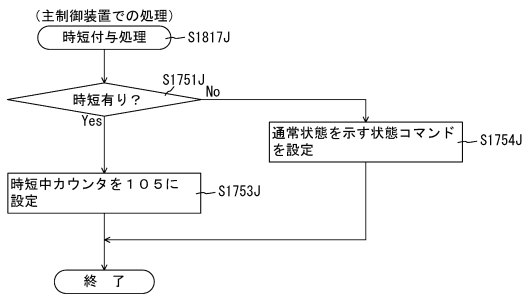 (主制御装置での処理)
時短付与処理
S1817J
S1751J
時短有り？
No
Yes
通常状態を示す状態コマンド
を設定
S1754J
時短中カウンタを１０５に
設定
S1753J
終　了